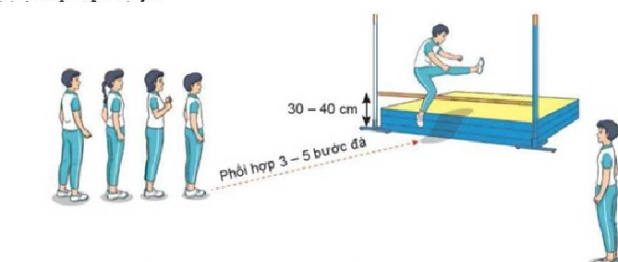 30 – 40 cm
Phối hợp 3 – 5 bước đà